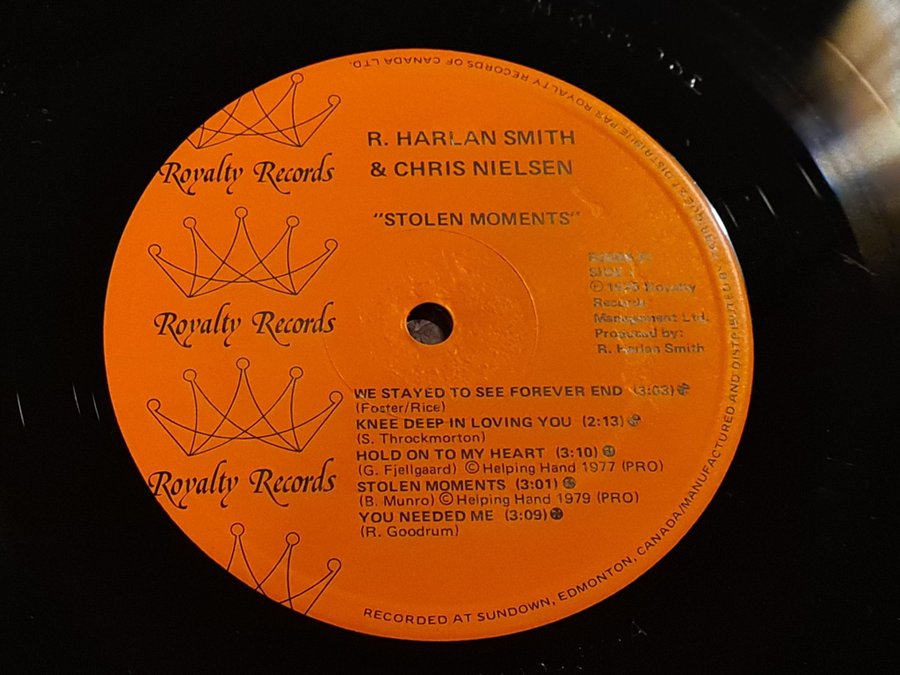 Royalty Records
Royalty Records
Royalty Records
R. HARLAN SMITH
& CHRIS NIELSEN
"STOLEN MOMENTS"
SIDE
Ⓟ Royalty
Records
Management Ltd.
Produced by:
R. Harlan Smith
WE STAYED TO SEE FOREVER END (3:03)
(Foster/Rice)
KNEE DEEP IN LOVING YOU (2:13)
(S. Throckmorton)
HOLD ON TO MY HEART (3:10)
(G. Fjellgaard) © Helping Hand 1977 (PRO)
STOLEN MOMENTS (3:01)
(B. Munro) © Helping Hand 1979 (PRO)
YOU NEEDED ME (3:09)
(R. Goodrum)
RECORDED AT SUNDOWN, EDMONTON, CANADA/MANUFACTURED AND DISTRIBUTED BY DISTRIBUE PAR ROYALTY RECORDS OF CANADA LTD.